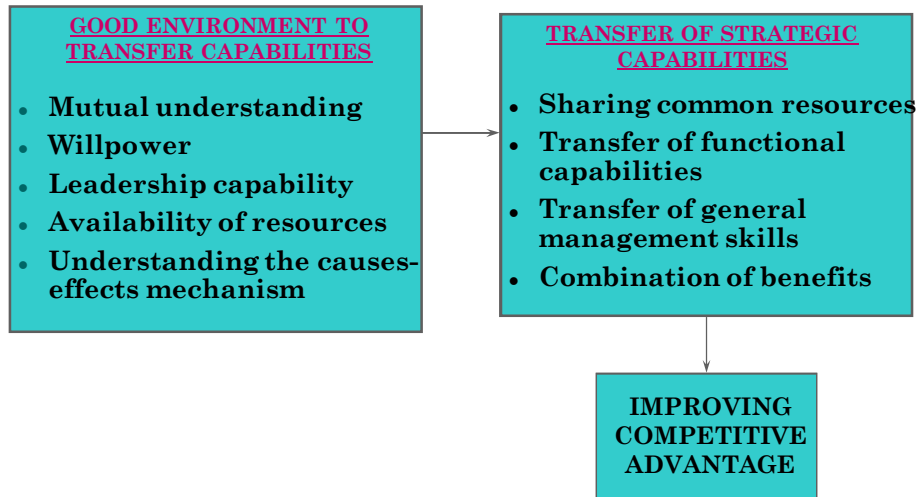 GOOD ENVIRONMENT TO
TRANSFER CAPABILITIES
• Mutual understanding
• Willpower
• Leadership capability
• Availability of resources
• Understanding the causes-
effects mechanism
TRANSFER OF STRATEGIC
CAPABILITIES
• Sharing common resources
• Transfer of functional
capabilities
• Transfer of general
management skills
• Combination of benefits
IMPROVING
COMPETITIVE
ADVANTAGE